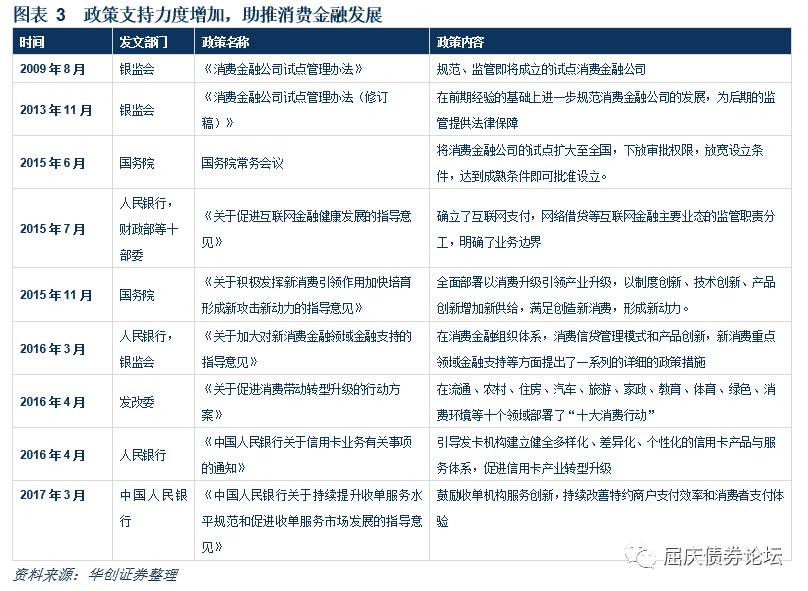 图表 3 政策支持力度增加，助推消费金融发展
时间 发文部门 政策名称 政策内容
2009 年 8 月 银监会 《消费金融公司试点管理办法》 规范、监管即将成立的试点消费金融公司
2013 年 11 月 银监会 《消费金融公司试点管理办法（修订
稿）》
在前期经验的基础上进一步规范消费金融公司的发展，为后期的监
管提供法律保障
2015 年 6 月 国务院 国务院常务会议
将消费金融公司的试点扩大至全国，下放审批权限，放宽设立条
件，达到成熟条件即可批准设立。
2015 年 7 月
人民银行，
财政部等十
部委
《关于促进互联网金融健康发展的指导意
见》
确立了互联网支付，网络借贷等互联网金融主要业态的监管职责分
工，明确了业务边界
2015 年 11 月 国务院
《关于积极发挥新消费引领作用加快培育
形成新攻击新动力的指导意见》
全面部署以消费升级引领产业升级，以制度创新、技术创新、产品
创新增加新供给，满足创造新消费，形成新动力。
2016 年 3 月
人民银行，
银监会
《关于加大对新消费金融领域金融支持的
指导意见》
在消费金融组织体系，消费信贷管理模式和产品创新，新消费重点
领域金融支持等方面提出了一系列的详细的政策措施
2016 年 4 月 发改委
《关于促进消费带动转型升级的行动方
案》
在流通、农村、住房、汽车、旅游、家政、教育、体育、绿色、消
费环境等十个领域部署了“十大消费行动”
2016 年 4 月 人民银行
《中国人民银行关于信用卡业务有关事项
的通知》
引导发卡机构建立健全多样化、差异化、个性化的信用卡产品与服
务体系，促进信用卡产业转型升级
2017 年 3 月
中国人民银
行
《中国人民银行关于持续提升收单服务水
平规范和促进收单服务市场发展的指导意
见》
鼓励收单机构服务创新，持续改善特约商户支付效率和消费者支付体
验
屈庆债券论坛
资料来源：华创证券整理